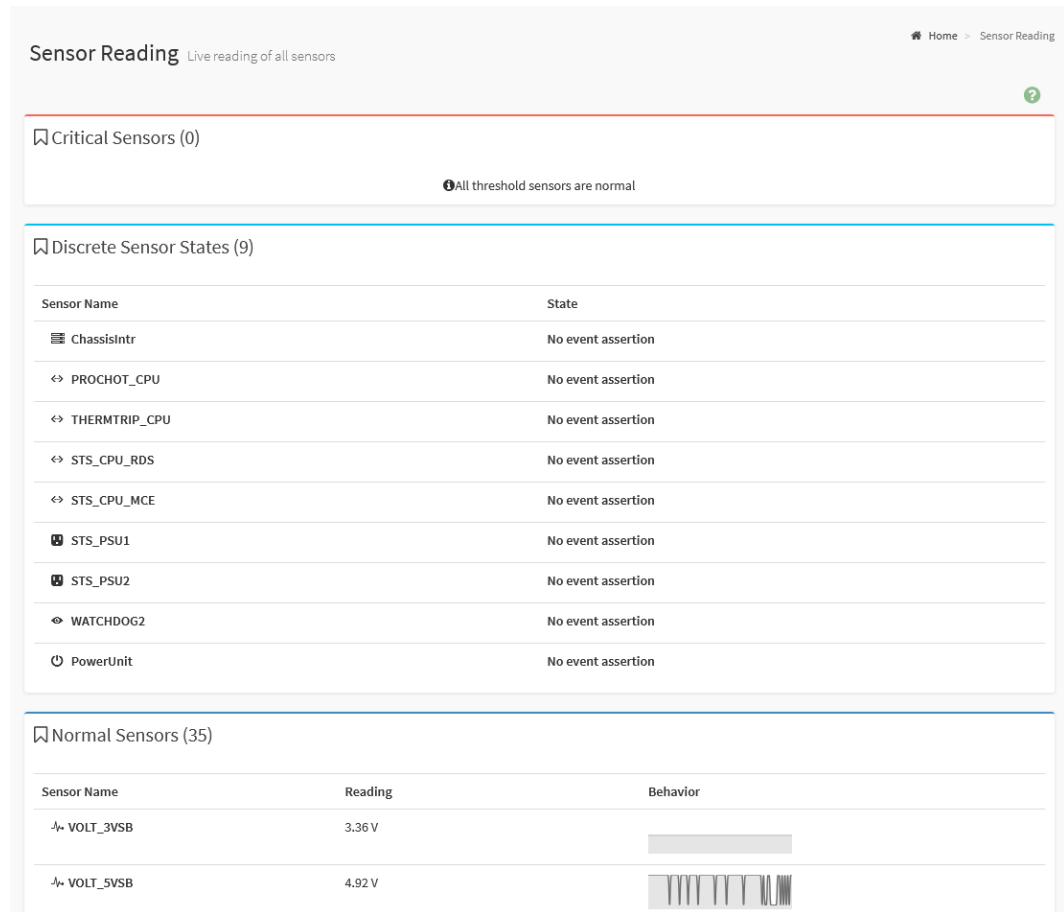 Home > Sensor Reading
Sensor Reading Live reading of all sensors
Critical Sensors (0)
All threshold sensors are normal
Discrete Sensor States (9)
Sensor Name State
ChassisIntr No event assertion
PROCHOT_CPU No event assertion
THERMTRIP_CPU No event assertion
STS_CPU_RDS No event assertion
STS_CPU_MCE No event assertion
STS_PSU1 No event assertion
STS_PSU2 No event assertion
WATCHDOG2 No event assertion
PowerUnit No event assertion
Normal Sensors (35)
Sensor Name Reading Behavior
VOLT_3VSB 3.36 V
VOLT_5VSB 4.92 V